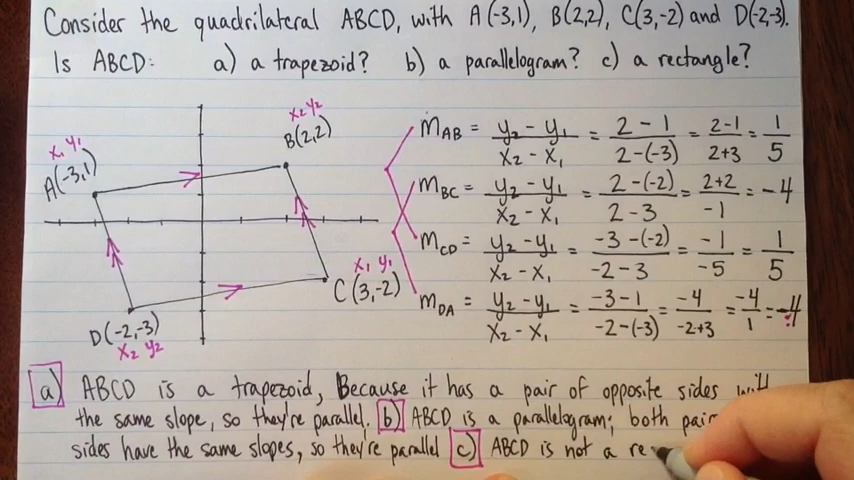 Consider the quadrilateral ABCD, with A(-3,1), B(2,2), C(3,-2) and D(-2,-3).
Is ABCD: a) a trapezoid? b) a parallelogram? c) a rectangle?
x₁ y₁
A(-3,1)
x₂ y₂
B(2,2)
x₁ y₁
C(3,-2)
D(-2,-3)
x₂ y₂
m_AB = (y₂ - y₁)/(x₂ - x₁) = (2 - 1)/(2-(-3)) = (2-1)/(2+3) = 1/5
m_BC = (y₂ - y₁)/(x₂ - x₁) = (2-(-2))/(2-3) = (2+2)/(-1) = -4
m_CD = (y₂ - y₁)/(x₂ - x₁) = (-3-(-2))/(-2-3) = (-1)/(-5) = 1/5
m_DA = (y₂ - y₁)/(x₂ - x₁) = (-3-1)/(-2-(-3)) = (-4)/(-2+3) = (-4)/1 = -4
a) ABCD is a trapezoid, Because it has a pair of opposite sides
the same slope, so they're parallel. b) ABCD is a parallelogram; both
sides have the same slopes, so they're parallel c) ABCD is not a re